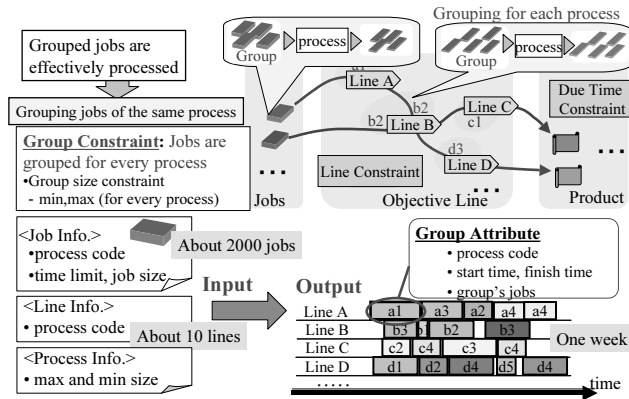 Grouped jobs are
effectively processed
Grouping jobs of the same process
Group Constraint: Jobs are
grouped for every process
•Group size constraint
- min,max (for every process)
Grouping for each process
Group
process
Group
process
a1
Line A
b2
b2
Line B
Line C
c1
d3
Line D
Due Time
Constraint
Line Constraint
...
...
...
Jobs
Objective Line
Product
<Job Info.>
•process code
•time limit, job size
About 2000 jobs
<Line Info.>
• process code
About 10 lines
<Process Info.>
• max and min size
Input
Output
Group Attribute
• process code
• start time, finish time
• group's jobs
Line A a1 a3 a2 a4 a4
Line B b3 b1 b2 b3
Line C c2 c4 c3 c4
Line D d1 d2 d4 d5 d4
One week
.....
time